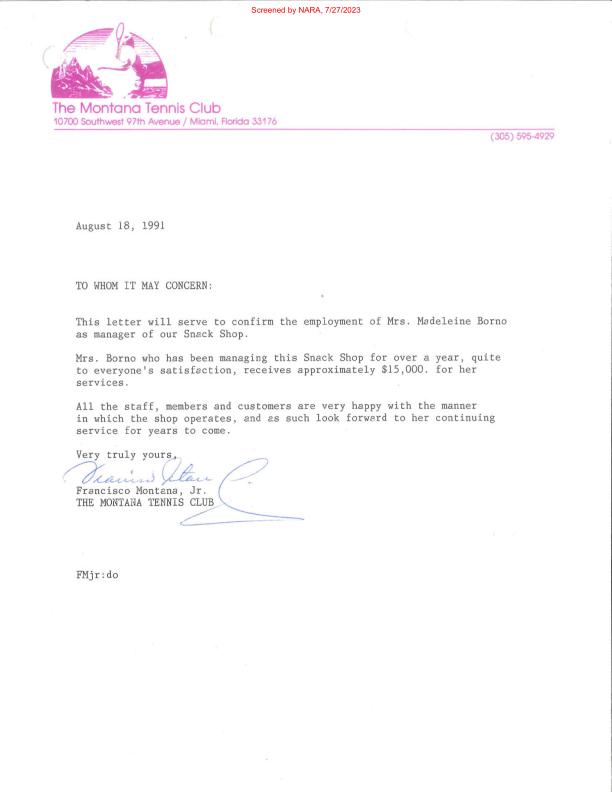 Screened by NARA, 7/27/2023
The Montana Tennis Club
10700 Southwest 97th Avenue / Miami, Florida 33176
(305) 595-4929
August 18, 1991
TO WHOM IT MAY CONCERN:
This letter will serve to confirm the employment of Mrs. Madeleine Borno
as manager of our Snack Shop.
Mrs. Borno who has been managing this Snack Shop for over a year, quite
to everyone's satisfaction, receives approximately $15,000. for her
services.
All the staff, members and customers are very happy with the manner
in which the shop operates, and as such look forward to her continuing
service for years to come.
Very truly yours,
Francisco Montana, Jr.
THE MONTANA TENNIS CLUB
FMjr:do